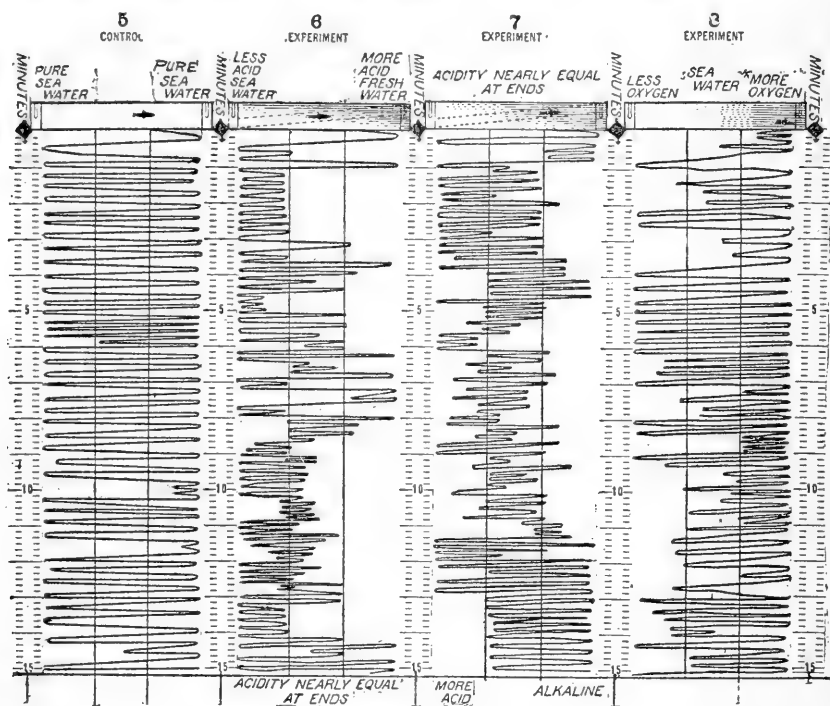 5
CONTROL
MINUTES
PURE
SEA
WATER
PURE
SEA
WATER
6
EXPERIMENT
MINUTES
LESS
ACID
SEA
WATER
MORE
ACID
FRESH
WATER
7
EXPERIMENT
MINUTES
ACIDITY NEARLY EQUAL
AT ENDS
8
EXPERIMENT
MINUTES
LESS
OXYGEN
SEA
WATER
MORE
OXYGEN
MINUTES
5
5
5
5
5
10
10
10
10
10
15
15
15
15
15
ACIDITY NEARLY EQUAL
AT ENDS
MORE
ACID
ALKALINE